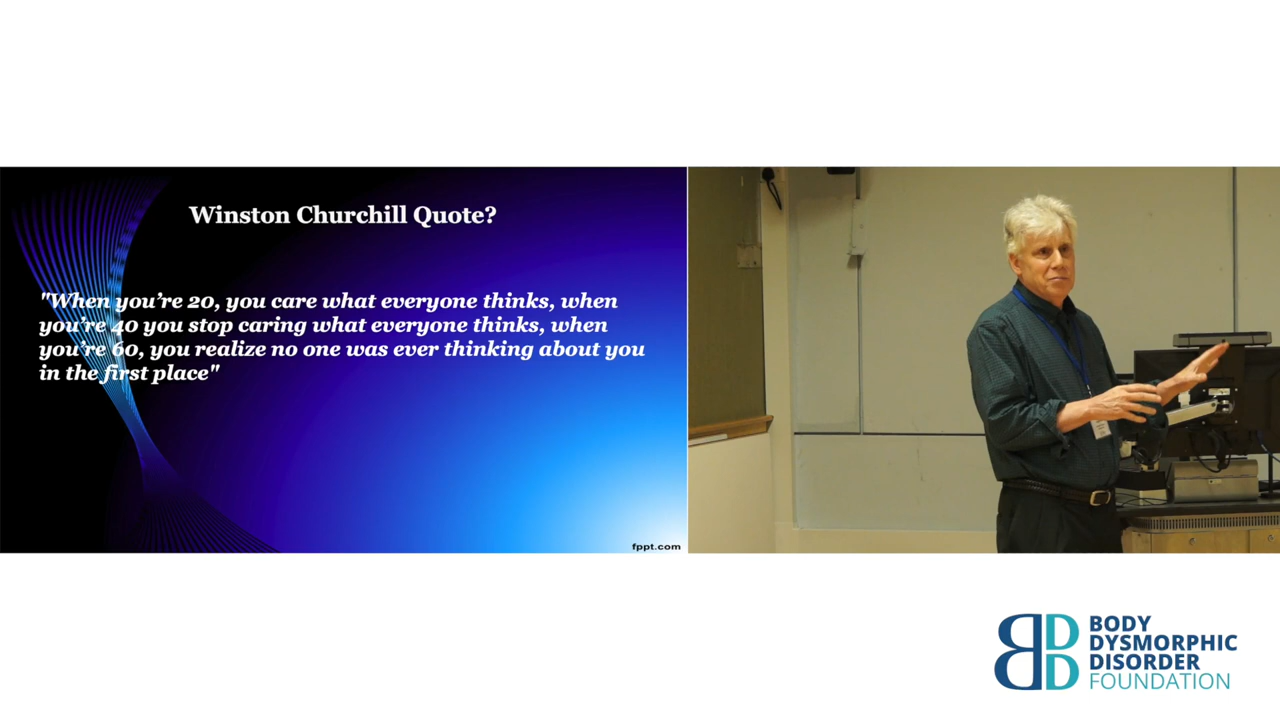 Winston Churchill Quote?
"When you're 20, you care what everyone thinks, when
you're 40 you stop caring what everyone thinks, when
you're 60, you realize no one was ever thinking about you
in the first place"
fppt.com
BODY
DYSMORPHIC
DISORDER
FOUNDATION